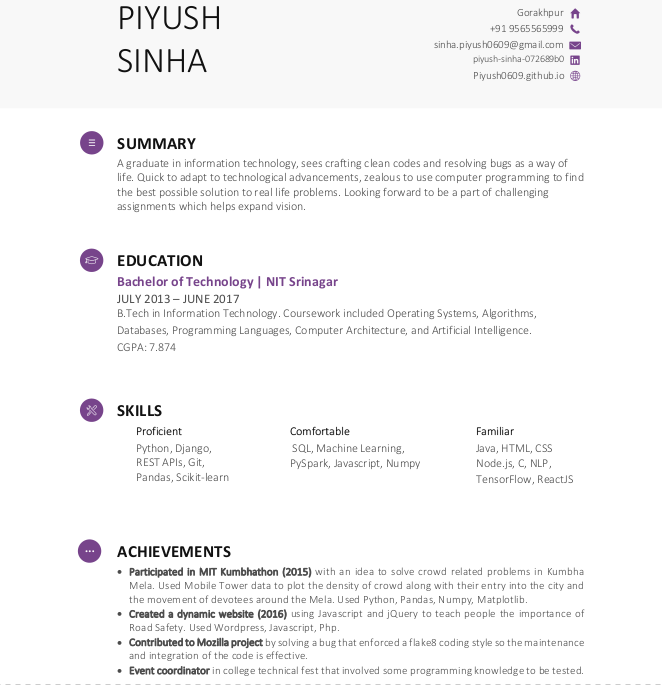 PIYUSH
SINHA
Gorakhpur
+91 9565565999
sinha.piyush0609@gmail.com
piyush-sinha-072689b0
Piyush0609.github.io
SUMMARY
A graduate in information technology, sees crafting clean codes and resolving bugs as a way of
life. Quick to adapt to technological advancements, zealous to use computer programming to find
the best possible solution to real life problems. Looking forward to be a part of challenging
assignments which helps expand vision.
EDUCATION
Bachelor of Technology | NIT Srinagar
JULY 2013 – JUNE 2017
B.Tech in Information Technology. Coursework included Operating Systems, Algorithms,
Databases, Programming Languages, Computer Architecture, and Artificial Intelligence.
CGPA: 7.874
SKILLS
Proficient
Python, Django,
REST APIs, Git,
Pandas, Scikit-learn
Comfortable
SQL, Machine Learning,
PySpark, Javascript, Numpy
Familiar
Java, HTML, CSS
Node.js, C, NLP,
TensorFlow, ReactJS
ACHIEVEMENTS
• Participated in MIT Kumbhathon (2015) with an idea to solve crowd related problems in Kumbha
Mela. Used Mobile Tower data to plot the density of crowd along with their entry into the city and
the movement of devotees around the Mela. Used Python, Pandas, Numpy, Matplotlib.
• Created a dynamic website (2016) using Javascript and jQuery to teach people the importance of
Road Safety. Used Wordpress, Javascript, Php.
• Contributed to Mozilla project by solving a bug that enforced a flake8 coding style so the maintenance
and integration of the code is effective.
• Event coordinator in college technical fest that involved some programming knowledge to be tested.